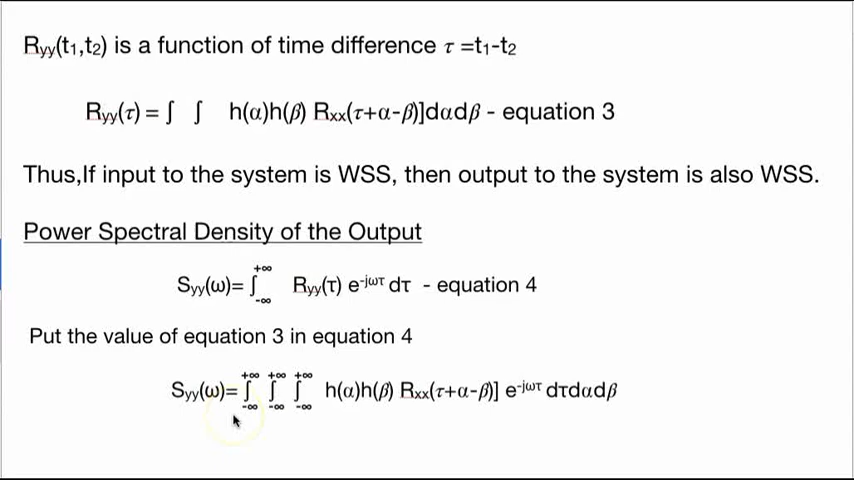 Ryy(t1,t2) is a function of time difference τ =t1-t2
Ryy(τ) = ∫ ∫ h(α)h(β) Rxx(τ+α-β)]dαdβ - equation 3
Thus,If input to the system is WSS, then output to the system is also WSS.
Power Spectral Density of the Output
Syy(ω)= ∫-∞+∞ Ryy(τ) e-jωτ dτ - equation 4
Put the value of equation 3 in equation 4
Syy(ω)= ∫-∞+∞ ∫-∞+∞ ∫-∞+∞ h(α)h(β) Rxx(τ+α-β)] e-jωτ dτdαdβ